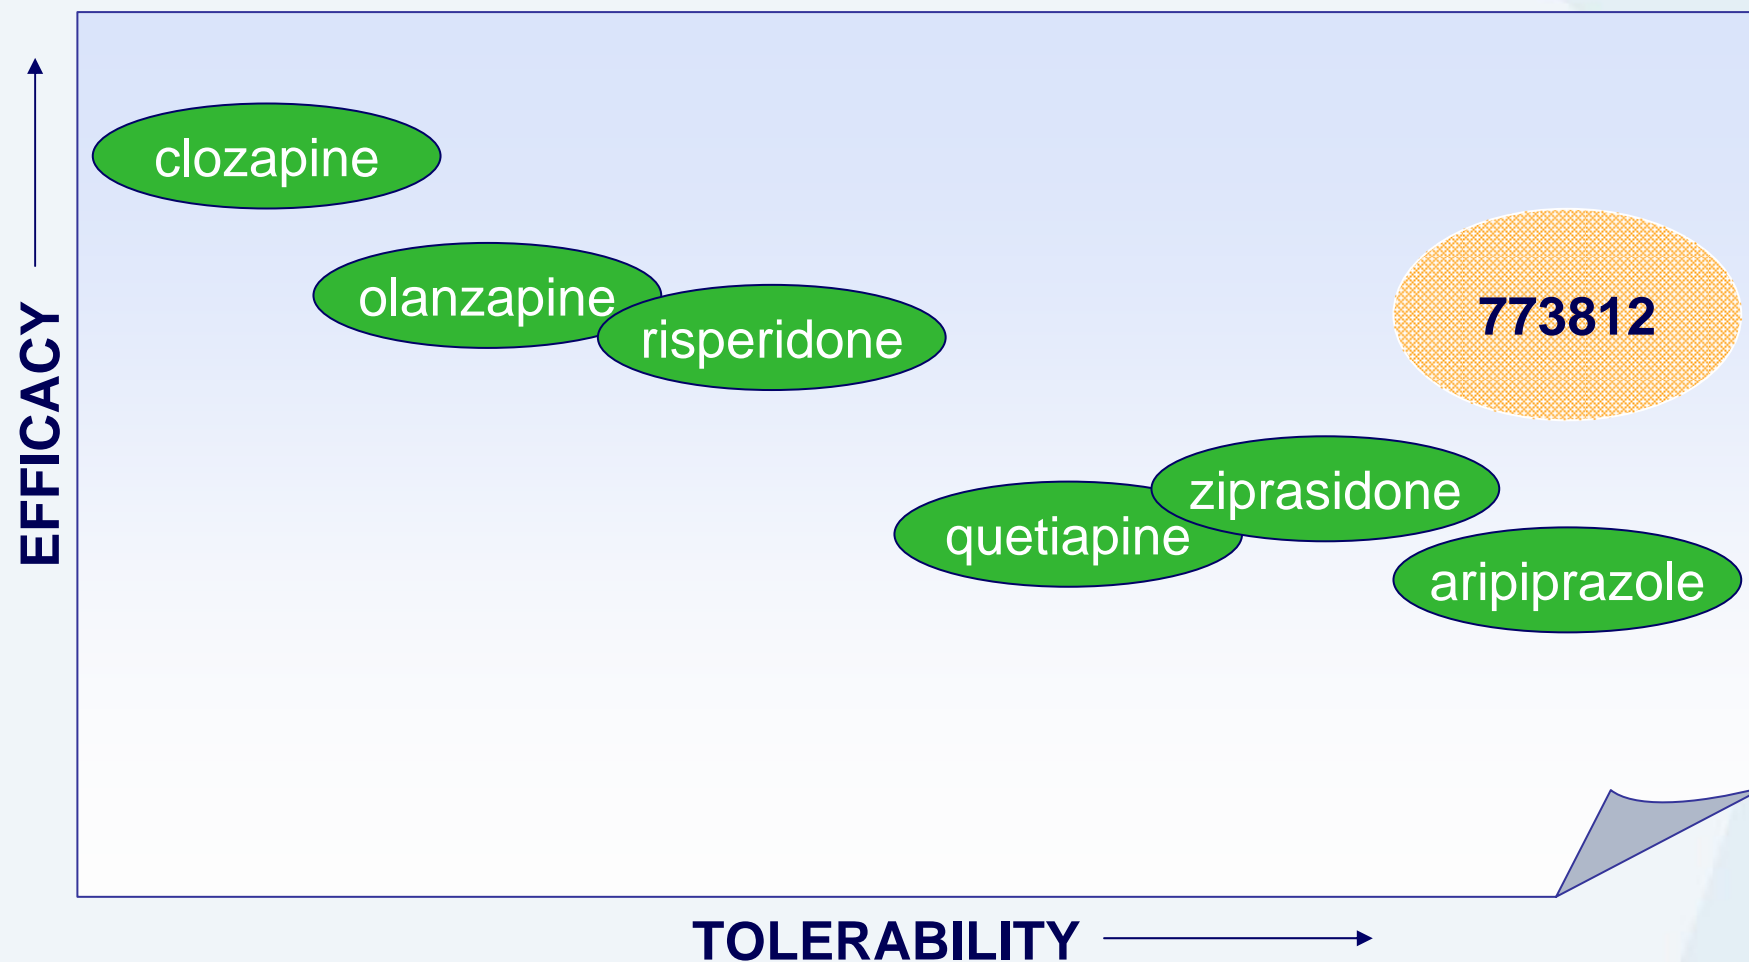 EFFICACY
clozapine
olanzapine
risperidone
773812
ziprasidone
quetiapine
aripiprazole
TOLERABILITY